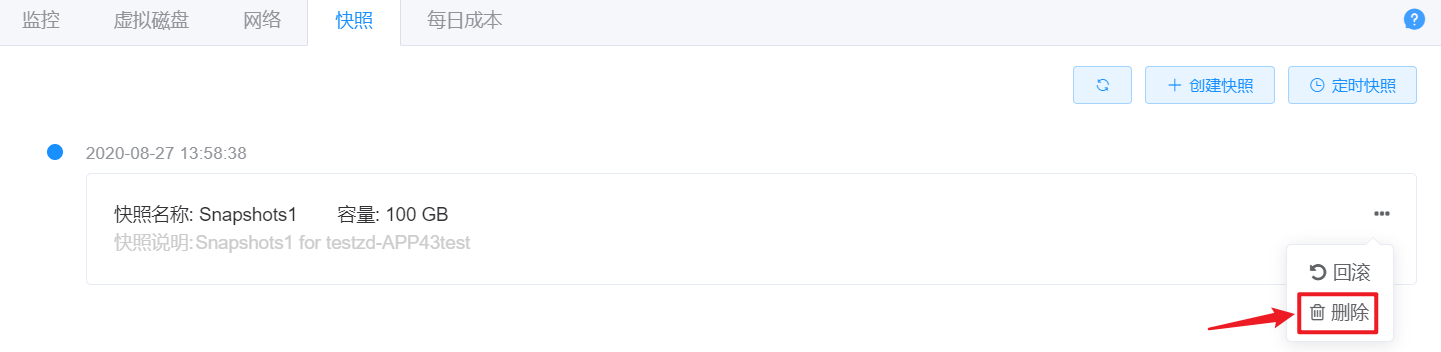 监控 虚拟磁盘 网络 快照 每日成本
创建快照 定时快照
2020-08-27 13:58:38
快照名称: Snapshots1 容量: 100 GB
快照说明:Snapshots1 for testzd-APP43test
回滚
删除